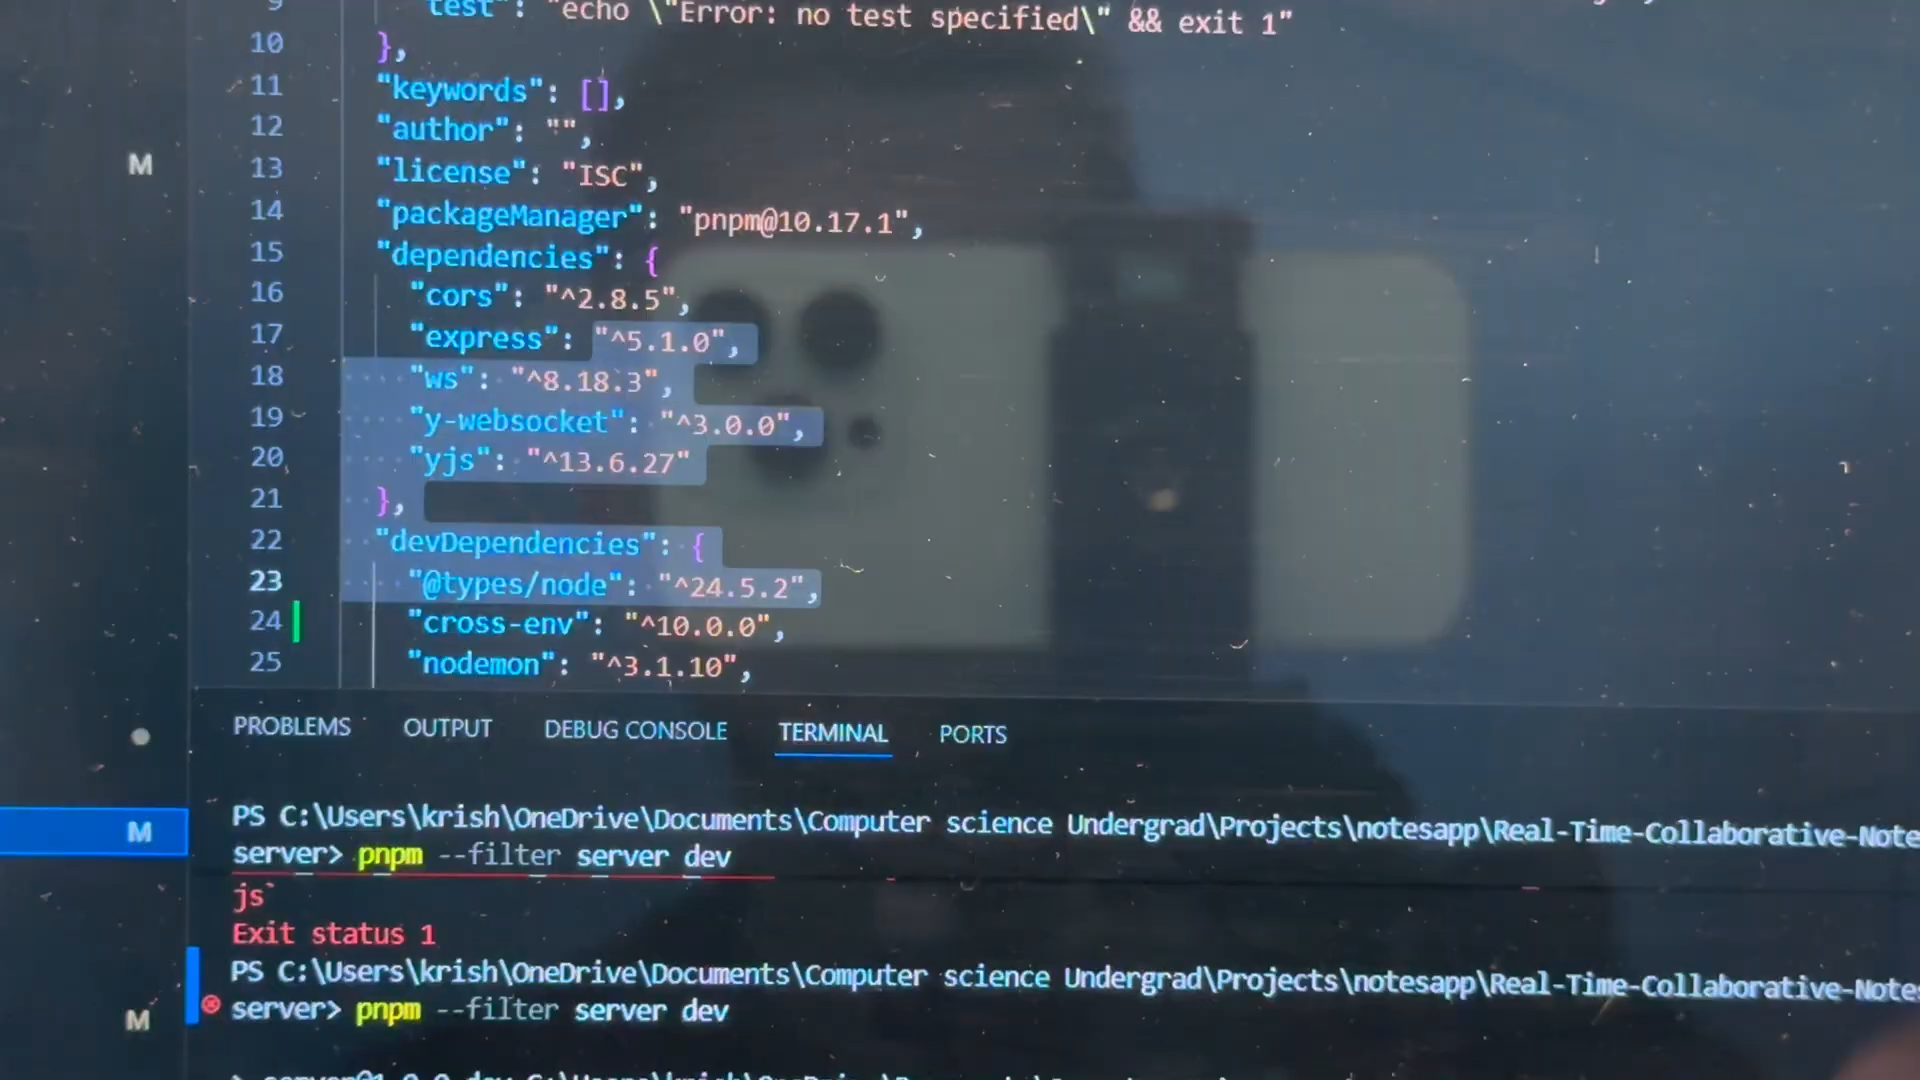 9 test": "echo \"Error: no test specified\" && exit 1"
10 },
11 "keywords": [],
12 "author": "",
M
13 "license": "ISC",
14 "packageManager": "pnpm@10.17.1",
15 "dependencies": {
16 "cors": "^2.8.5",
17 "express": "^5.1.0",
18 "ws": "^8.18.3",
19 "y-websocket": "^3.0.0",
20 "yjs": "^13.6.27"
21 },
22 "devDependencies": {
23 "@types/node": "^24.5.2",
24 "cross-env": "^10.0.0",
25 "nodemon": "^3.1.10",
PROBLEMS OUTPUT DEBUG CONSOLE TERMINAL PORTS
PS C:\Users\krish\OneDrive\Documents\Computer science Undergrad\Projects\notesapp\Real-Time-Collaborative-Note
M
server> pnpm --filter server dev
js`
Exit status 1
PS C:\Users\krish\OneDrive\Documents\Computer science Undergrad\Projects\notesapp\Real-Time-Collaborative-Notes
M
server> pnpm --filter server dev